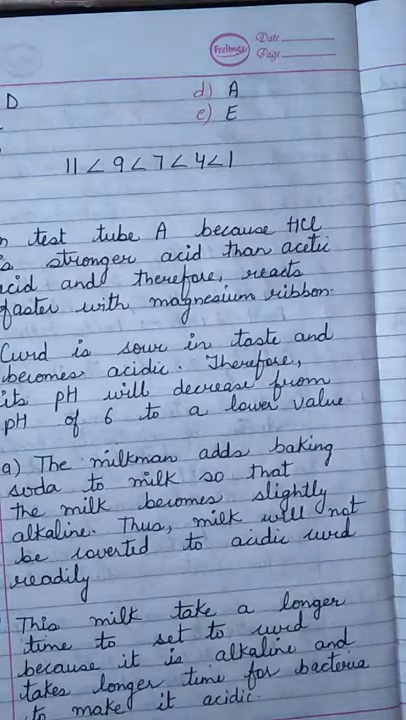 Feelings
Date
Page
D
d) A
e) E
11 < 9 < 7 < 4 < 1
n test tube A because HCl
is stronger acid than acetic
cid and therefore, reacts
faster with magnesium ribbon.
Curd is sour in taste and
becomes acidic. Therefore,
its pH will decrease from
pH of 6 to a lower value
a) The milkman adds baking
soda to milk so that
the milk becomes slightly
alkaline. Thus, milk will not
be coverted to acidic curd
readily
This milk take a longer
time to set to curd
because it is alkaline and
takes longer time for bacteria
to make it acidic.